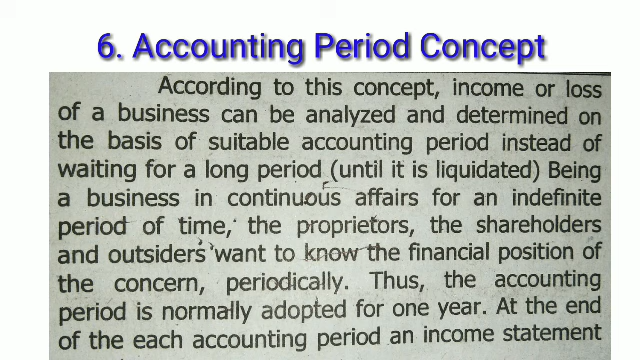 6. Accounting Period Concept
According to this concept, income or loss
of a business can be analyzed and determined on
the basis of suitable accounting period instead of
waiting for a long period (until it is liquidated) Being
a business in continuous affairs for an indefinite
period of time, the proprietors, the shareholders
and outsiders want to know the financial position of
the concern, periodically. Thus, the accounting
period is normally adopted for one year. At the end
of the each accounting period an income statement